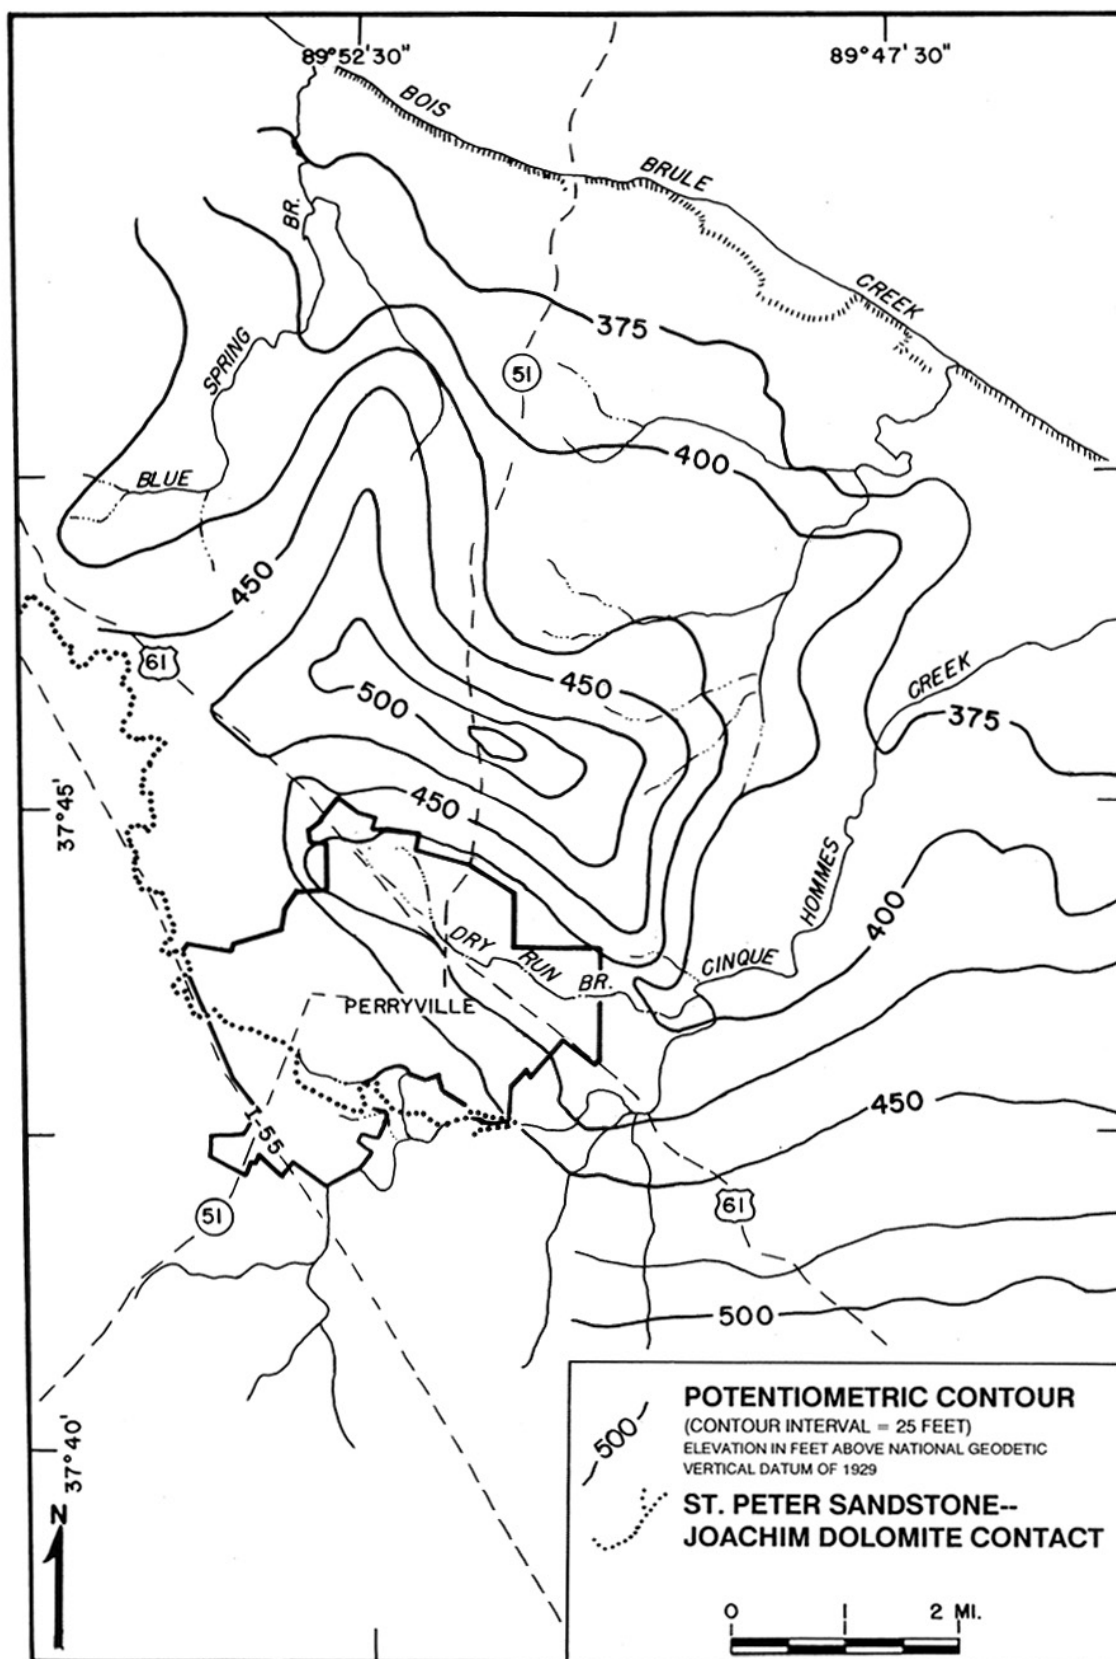 89°52'30"
89°47'30"
BOIS
BRULE
CREEK
BR.
SPRING
BLUE
375
51
400
450
61
450
500
CREEK
375
37°45'
450
HOMMES
400
DRY RUN BR.
CINQUE
PERRYVILLE
I-55
450
51
61
500
37°40'
N
500
POTENTIOMETRIC CONTOUR
(CONTOUR INTERVAL = 25 FEET)
ELEVATION IN FEET ABOVE NATIONAL GEODETIC
VERTICAL DATUM OF 1929
ST. PETER SANDSTONE--
JOACHIM DOLOMITE CONTACT
0 1 2 MI.